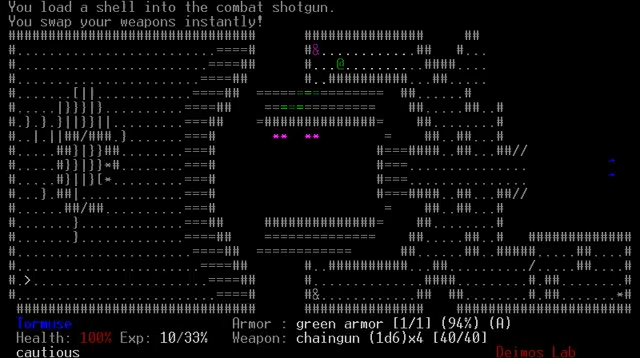 You load a shell into the combat shotgun.
You swap your weapons instantly!
Tormuse
Armor : green armor [1/1] (94%) (A)
Health: 100% Exp: 10/33%
Weapon: chaingun (1d6)x4 [40/40]
cautious
Deimos Lab